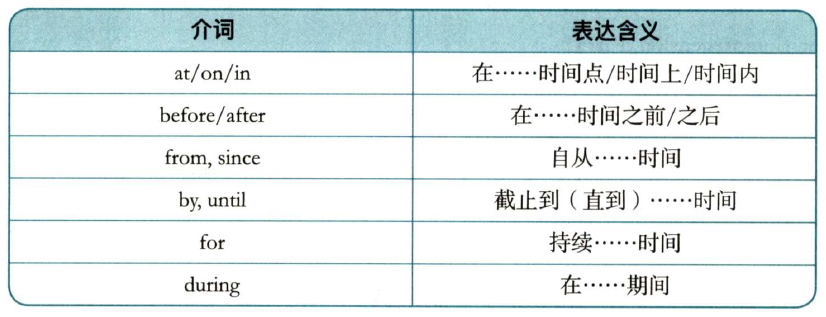 介词 表达含义
at/on/in 在……时间点/时间上/时间内
before/after 在……时间之前/之后
from, since 自从……时间
by, until 截止到（直到）……时间
for 持续……时间
during 在……期间